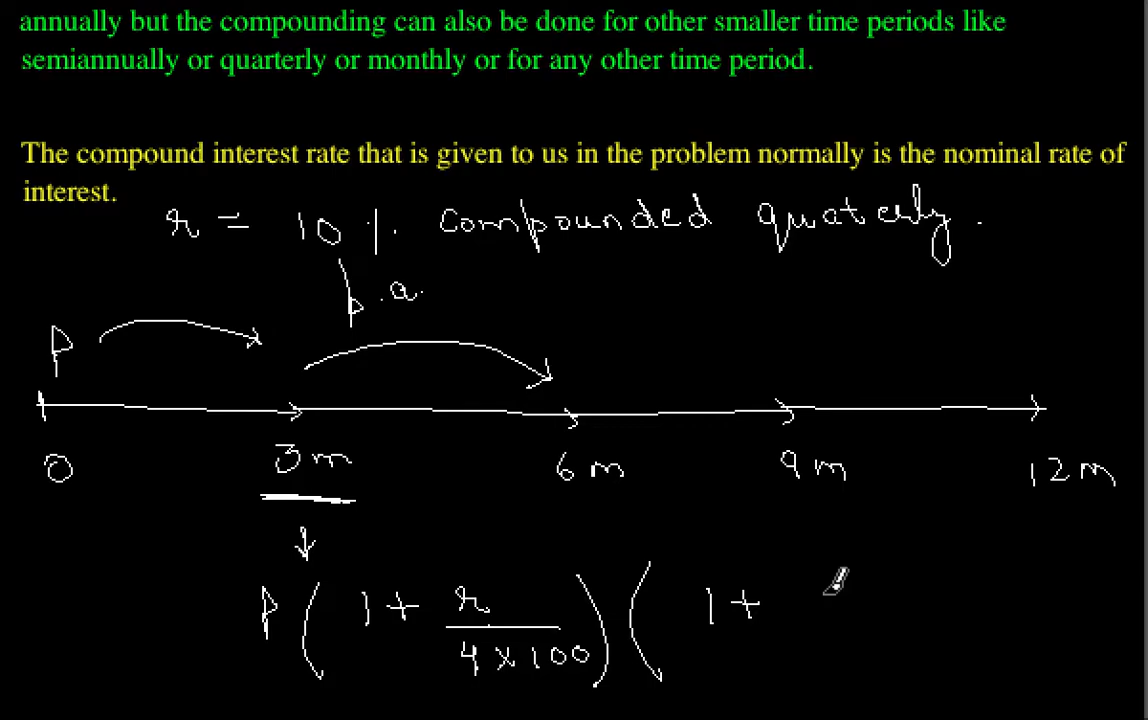 annually but the compounding can also be done for other smaller time periods like
semiannually or quarterly or monthly or for any other time period.
The compound interest rate that is given to us in the problem normally is the nominal rate of
interest.
r = 10 %. compounded quaterly.
p.a.
P
0 3m 6m 9m 12m
P ( 1 + r / 4 × 100 ) ( 1 +